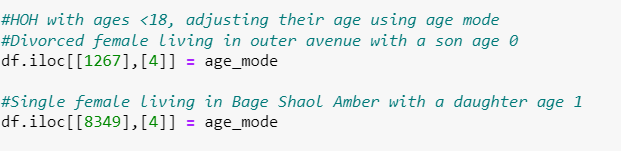 #HOH with ages <18, adjusting their age using age mode
#Divorced female living in outer avenue with a son age 0
df.iloc[[1267],[4]] = age_mode
#Single female living in Bage Shaol Amber with a daughter age 1
df.iloc[[8349],[4]] = age_mode